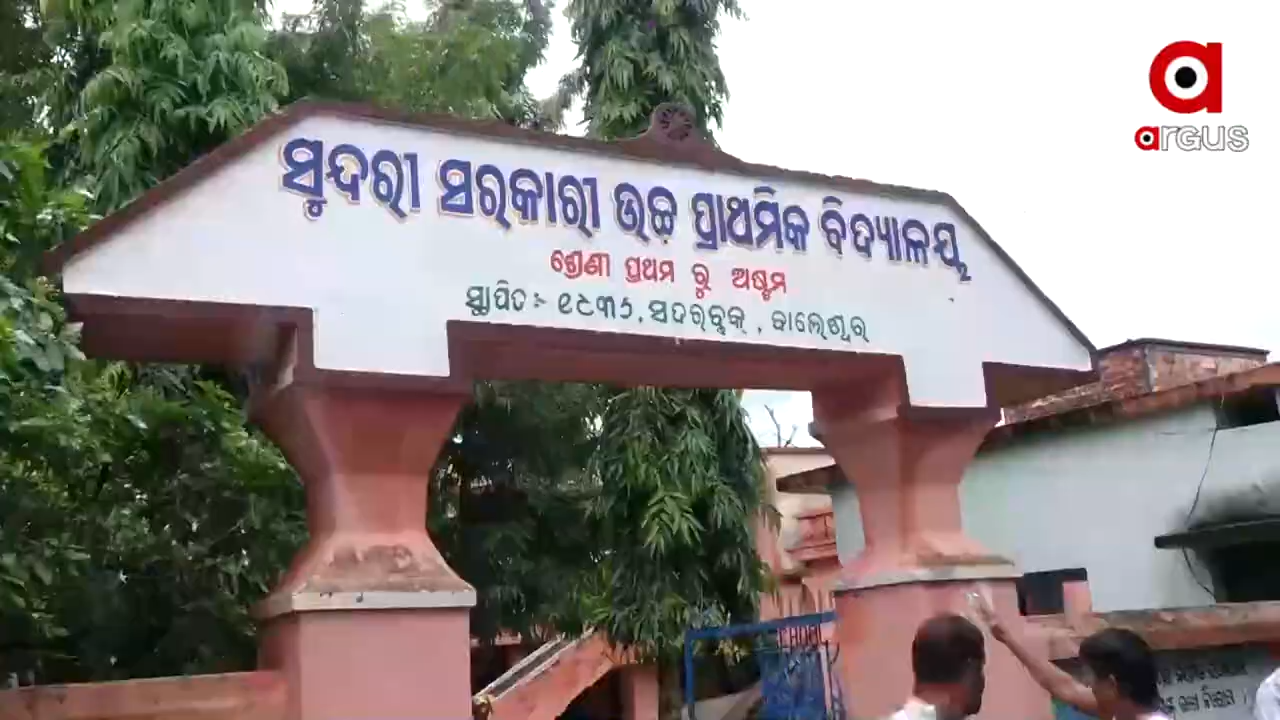 ସୁନ୍ଦରୀ ସରକାରୀ ଉଚ୍ଚ ପ୍ରାଥମିକ ବିଦ୍ୟାଳୟ
ଶ୍ରେଣୀ ପ୍ରଥମ ରୁ ଅଷ୍ଟମ
ସ୍ଥାପିତ :- ୧୯୩୬, ସଦରବ୍ଲକ୍, ବାଲେଶ୍ୱର
argus